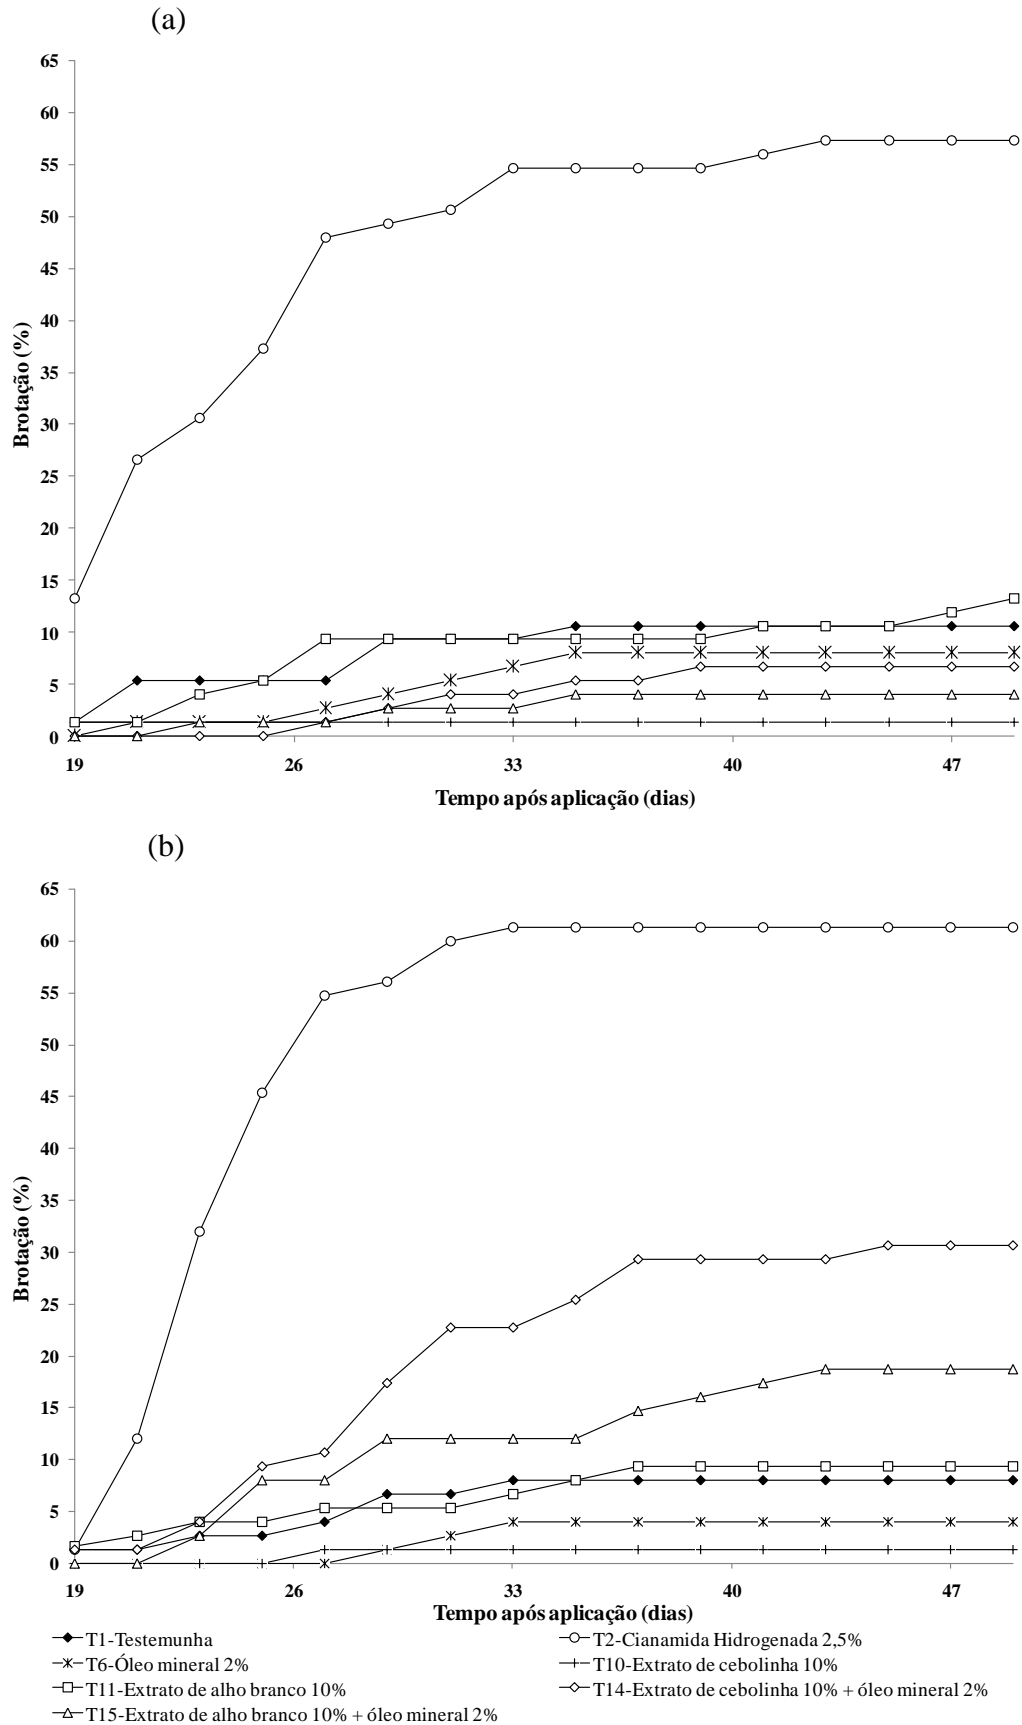 (a)
65
60
55
50
45
40
35
30
25
20
15
10
5
0
Brotação (%)
19 26 33 40 47
Tempo após aplicação (dias)
(b)
65
60
55
50
45
40
35
30
25
20
15
10
5
0
Brotação (%)
19 26 33 40 47
Tempo após aplicação (dias)
T1-Testemunha
T2-Cianamida Hidrogenada 2,5%
T6-Óleo mineral 2%
T10-Extrato de cebolinha 10%
T11-Extrato de alho branco 10%
T14-Extrato de cebolinha 10% + óleo mineral 2%
T15-Extrato de alho branco 10% + óleo mineral 2%